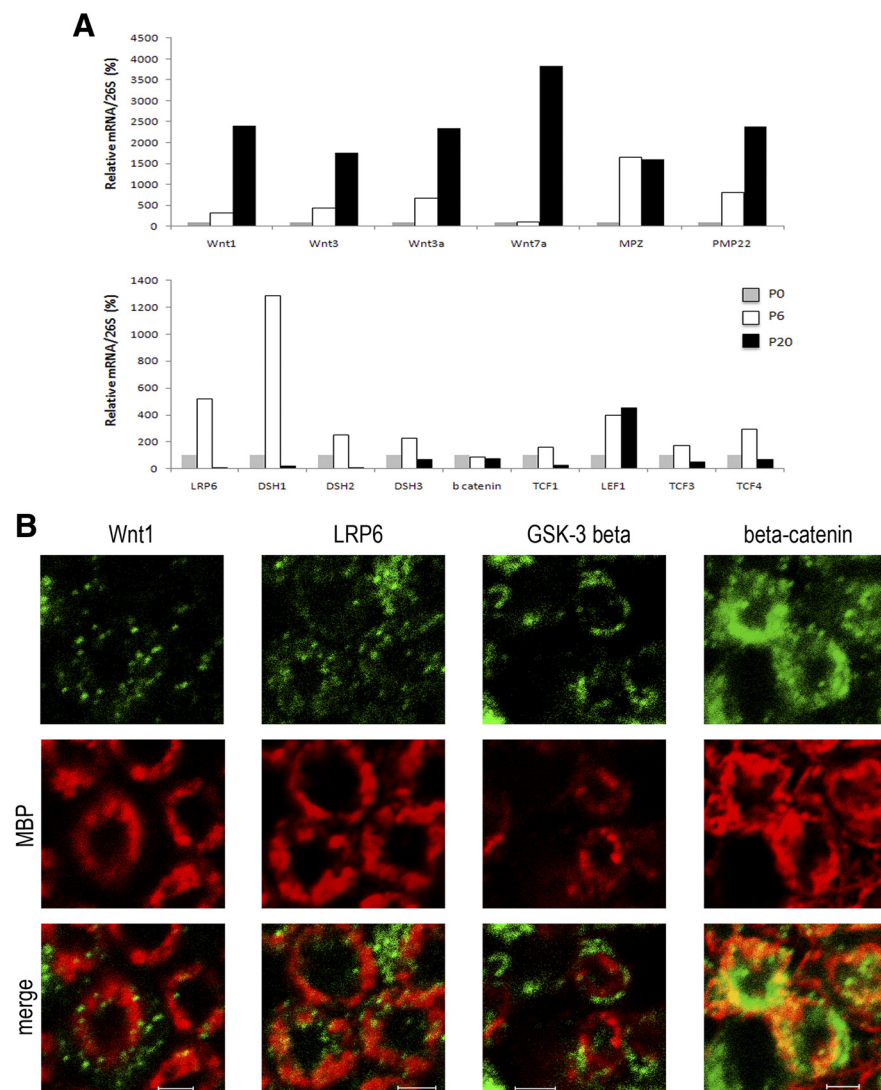 A
Relative mRNA/26S (%)
4500
4000
3500
3000
2500
2000
1500
1000
500
0
Wnt1 Wnt3 Wnt3a Wnt7a MPZ PMP22
Relative mRNA/26S (%)
1400
1200
1000
800
600
400
200
0
P0
P6
P20
LRP6 DSH1 DSH2 DSH3 b catenin TCF1 LEF1 TCF3 TCF4
B
Wnt1 LRP6 GSK-3 beta beta-catenin
MBP
merge